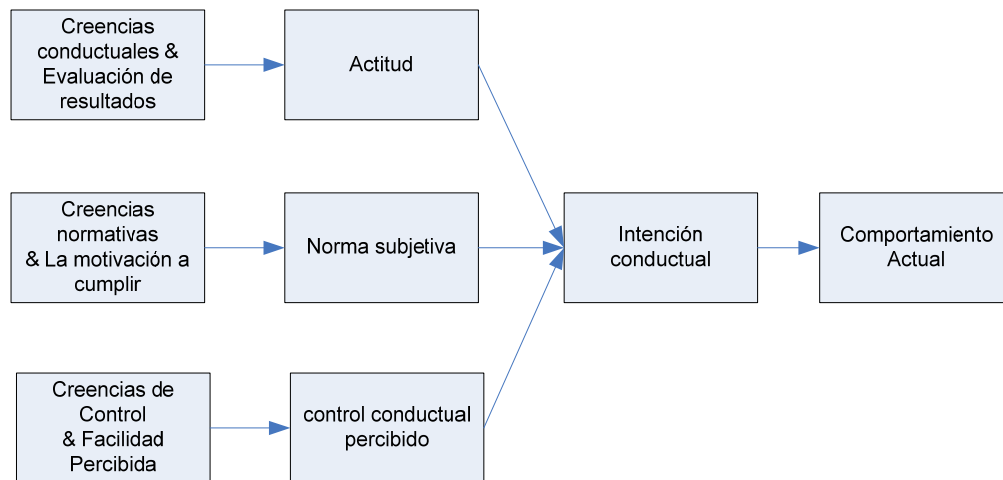 Creencias
conductuales &
Evaluación de
resultados
Actitud
Creencias
normativas
& La motivación a
cumplir
Norma subjetiva
Intención
conductual
Comportamiento
Actual
Creencias de
Control
& Facilidad
Percibida
control conductual
percibido